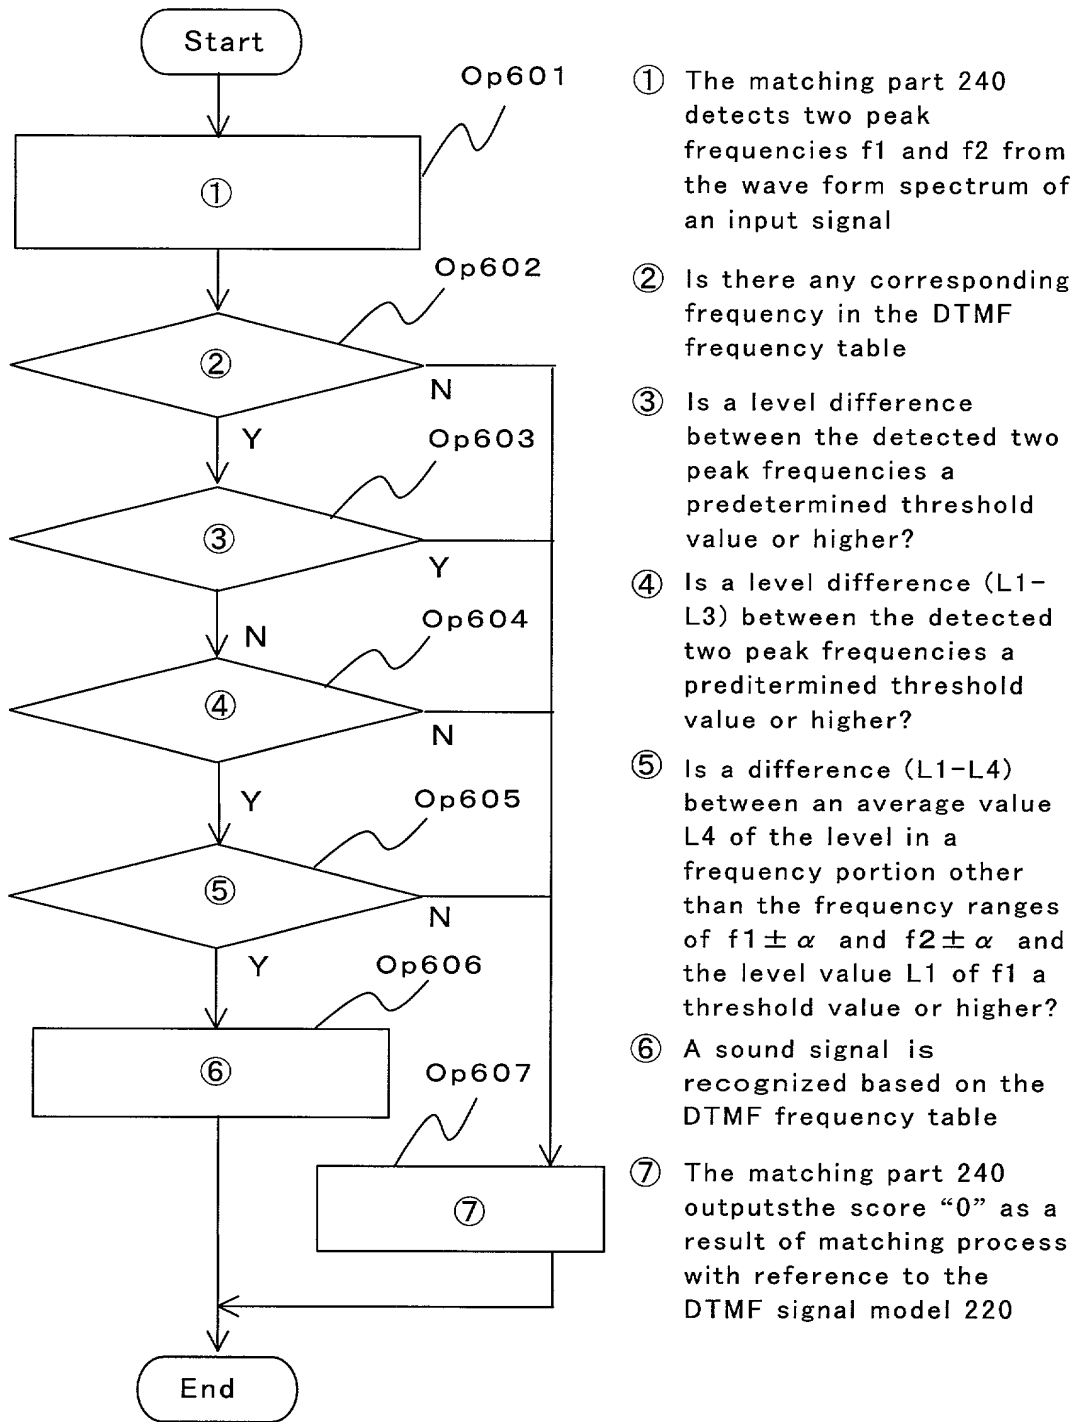 Start
Op601
①
Op602
②
N
Y
Op603
③
Y
N
Op604
④
N
Y
Op605
⑤
N
Y
Op606
⑥
Op607
⑦
End
① The matching part 240
detects two peak
frequencies f1 and f2 from
the wave form spectrum of
an input signal
② Is there any corresponding
frequency in the DTMF
frequency table
③ Is a level difference
between the detected two
peak frequencies a
predetermined threshold
value or higher?
④ Is a level difference (L1-
L3) between the detected
two peak frequencies a
preditermined threshold
value or higher?
⑤ Is a difference (L1-L4)
between an average value
L4 of the level in a
frequency portion other
than the frequency ranges
of f1±α and f2±α and
the level value L1 of f1 a
threshold value or higher?
⑥ A sound signal is
recognized based on the
DTMF frequency table
⑦ The matching part 240
outputsthe score “0” as a
result of matching process
with reference to the
DTMF signal model 220